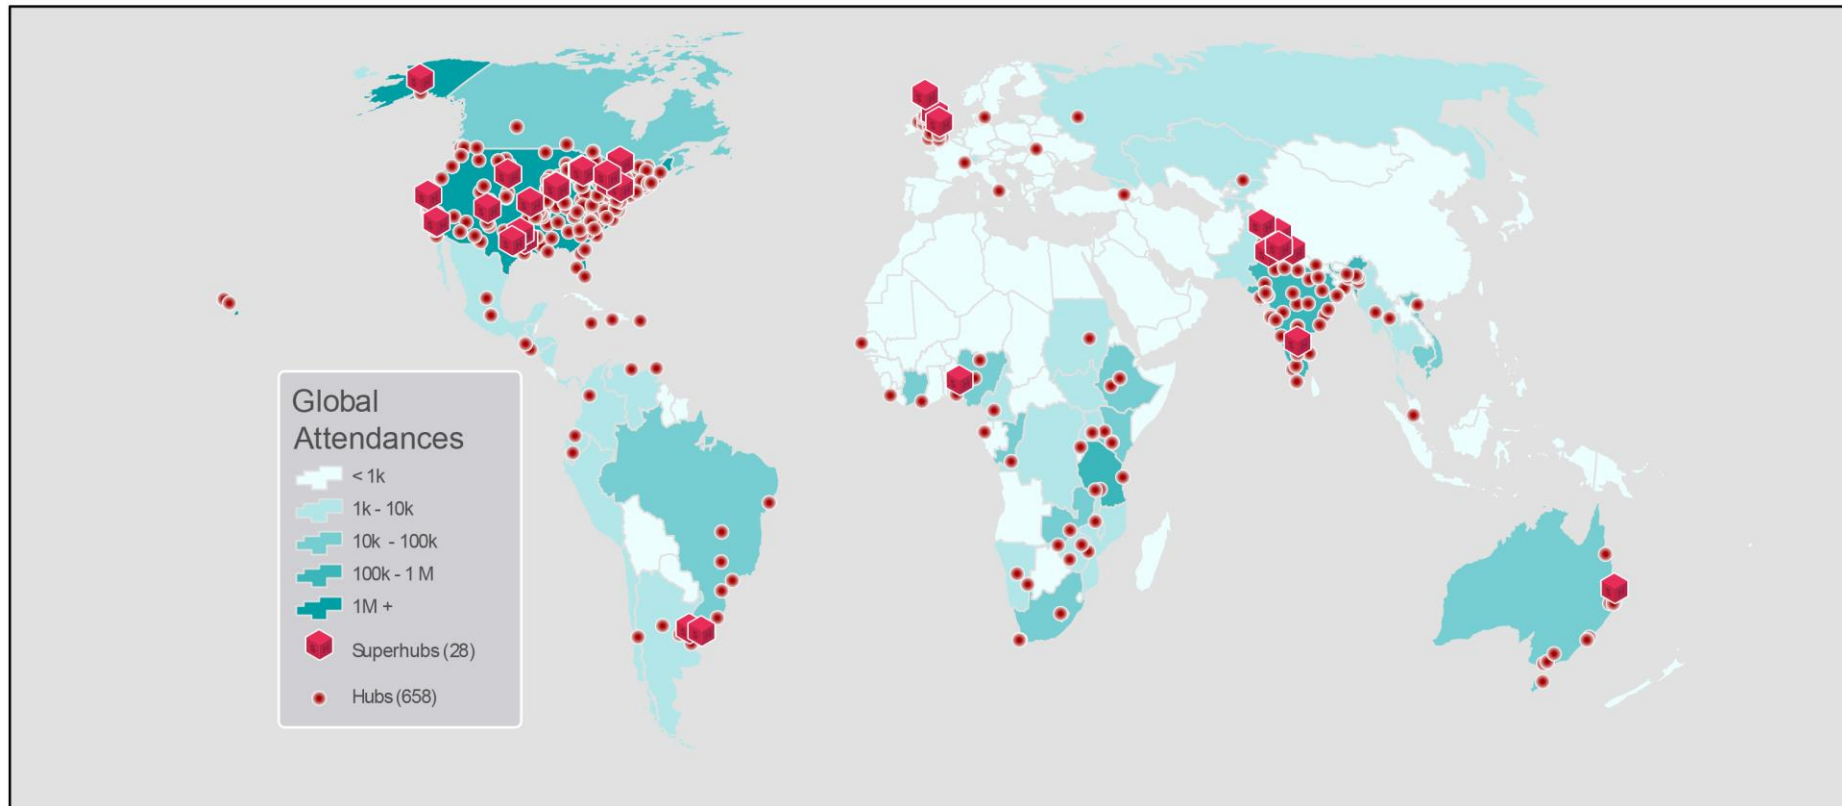 Global
Attendances
< 1k
1k - 10k
10k - 100k
100k - 1 M
1M +
Superhubs (28)
Hubs (658)